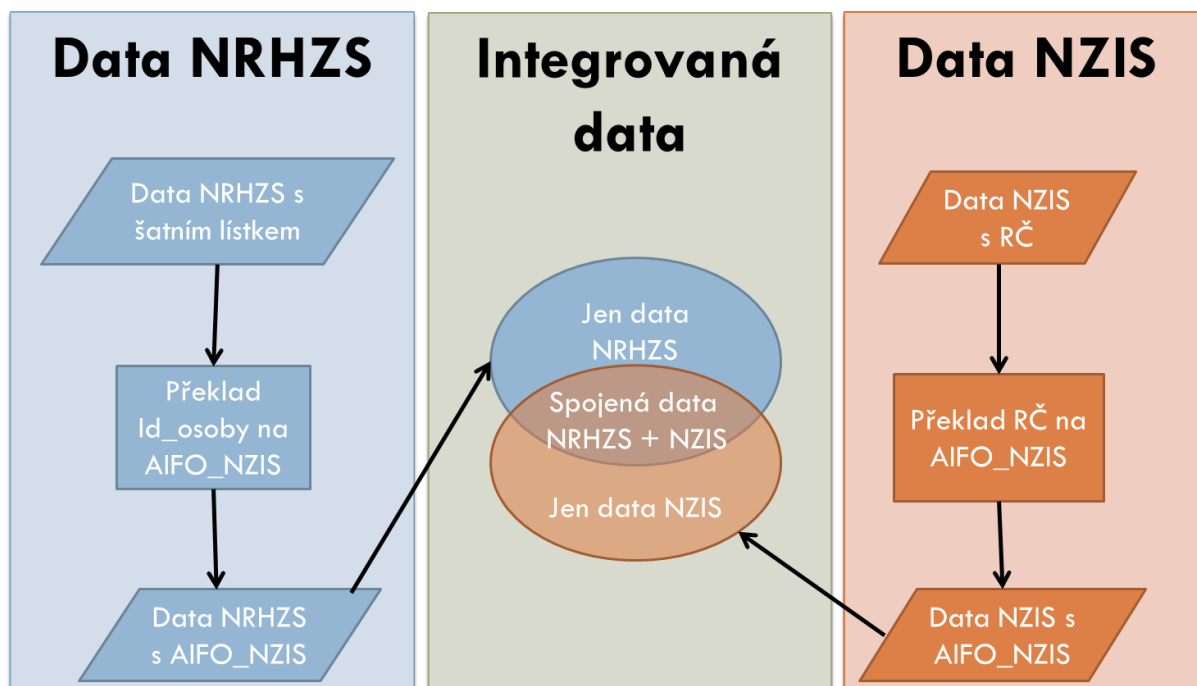 Data NRHZS
Data NRHZS s
šatním lístkem
Překlad
Id_osoby na
AIFO_NZIS
Data NRHZS
s AIFO_NZIS
Integrovaná
data
Jen data
NRHZS
Spojená data
NRHZS + NZIS
Jen data NZIS
Data NZIS
Data NZIS
s RČ
Překlad RČ na
AIFO_NZIS
Data NZIS s
AIFO_NZIS